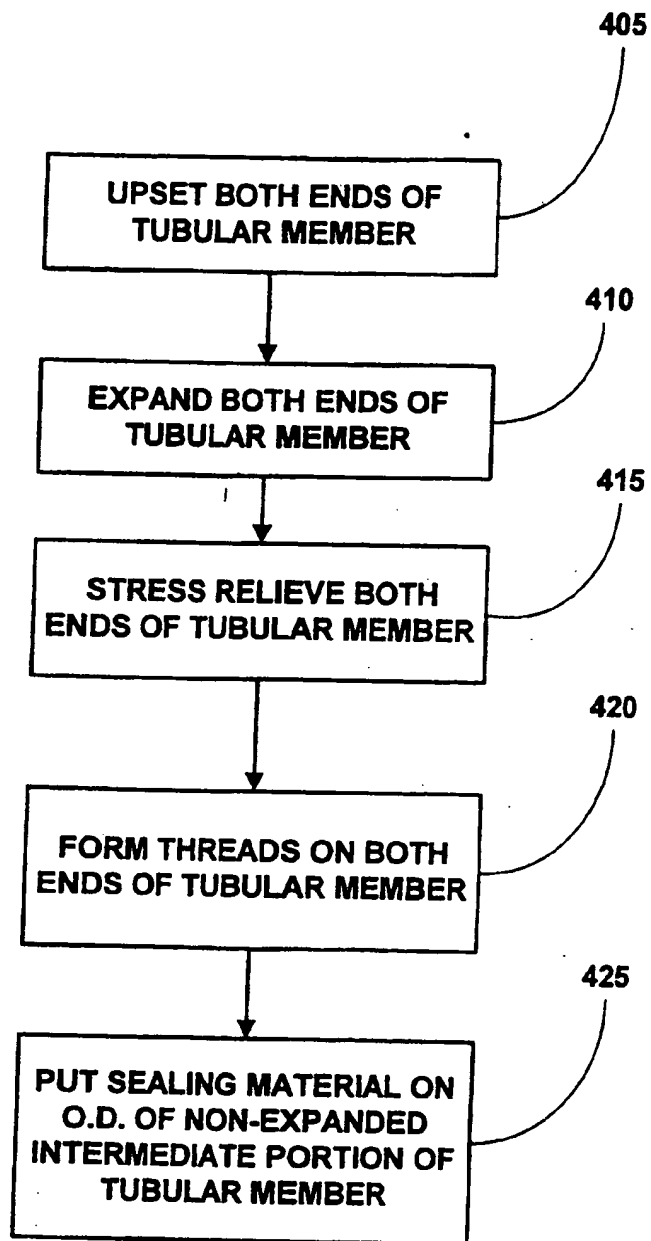 405
UPSET BOTH ENDS OF
TUBULAR MEMBER
410
EXPAND BOTH ENDS OF
TUBULAR MEMBER
415
STRESS RELIEVE BOTH
ENDS OF TUBULAR MEMBER
420
FORM THREADS ON BOTH
ENDS OF TUBULAR MEMBER
425
PUT SEALING MATERIAL ON
O.D. OF NON-EXPANDED
INTERMEDIATE PORTION OF
TUBULAR MEMBER